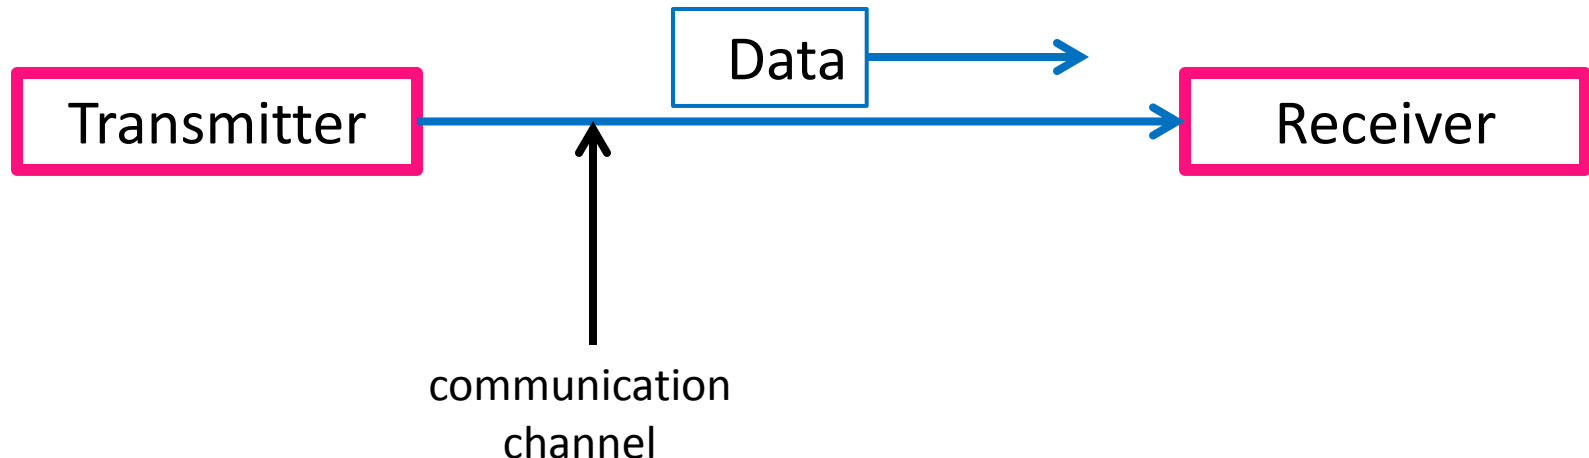 Data
Transmitter
Receiver
communication
channel